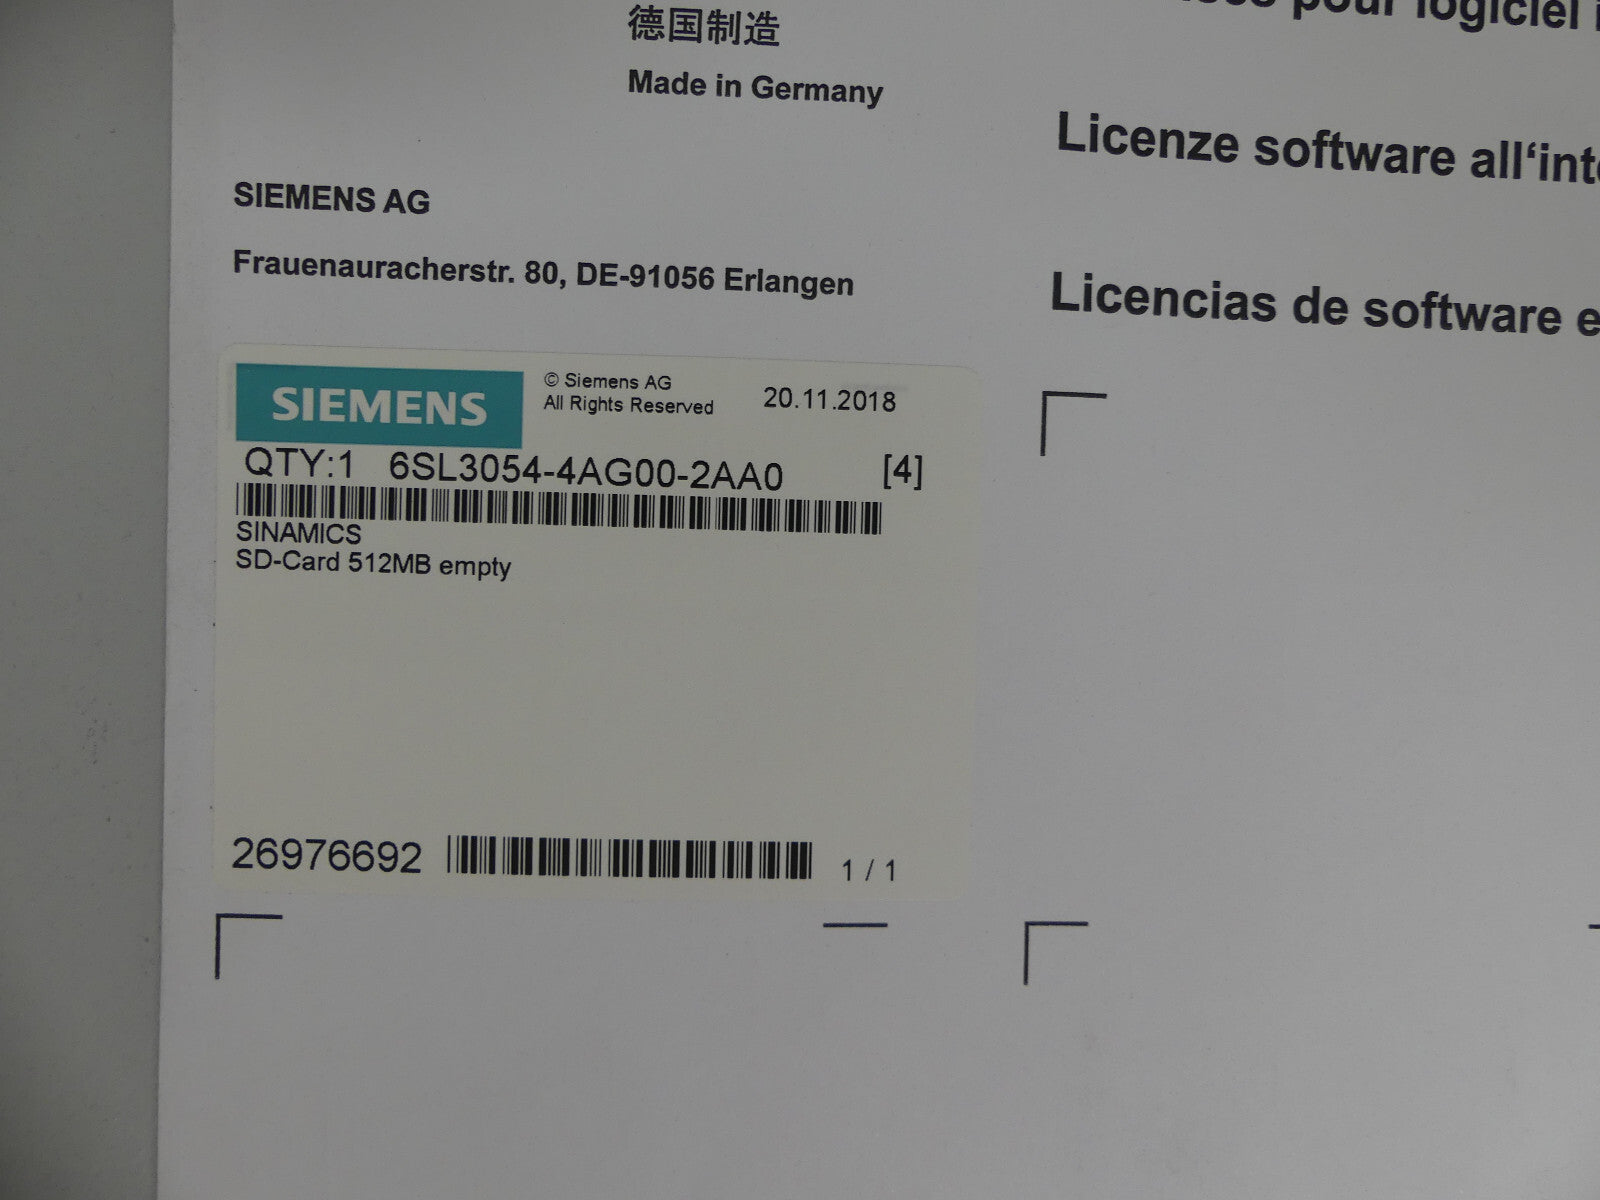 德国制造
Made in Germany
SIEMENS AG
Frauenauracherstr. 80, DE-91056 Erlangen
pour logiciel
Licenze software all‘
Licencias de software
SIEMENS
© Siemens AG
All Rights Reserved
20.11.2018
QTY:1 6SL3054-4AG00-2AA0 [4]
SINAMICS
SD-Card 512MB empty
26976692 1 / 1